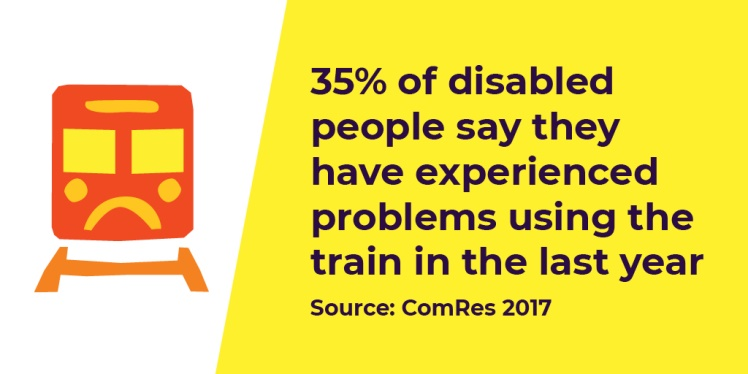 35% of disabled
people say they
have experienced
problems using the
train in the last year
Source: ComRes 2017